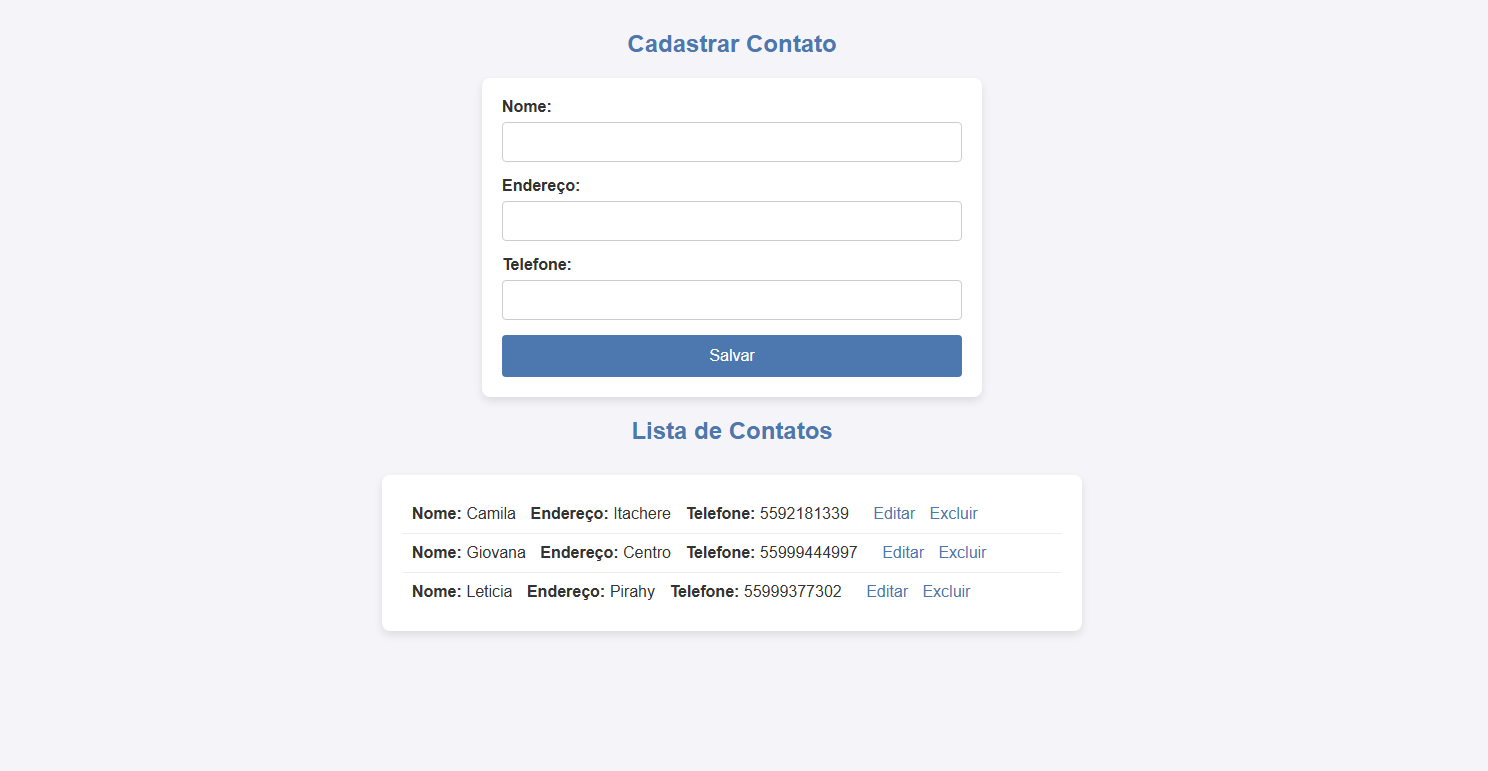 Cadastrar Contato
Nome:
Endereço:
Telefone:
Salvar
Lista de Contatos
Nome: Camila Endereço: Itachere Telefone: 5592181339 Editar Excluir
Nome: Giovana Endereço: Centro Telefone: 55999444997 Editar Excluir
Nome: Leticia Endereço: Pirahy Telefone: 55999377302 Editar Excluir